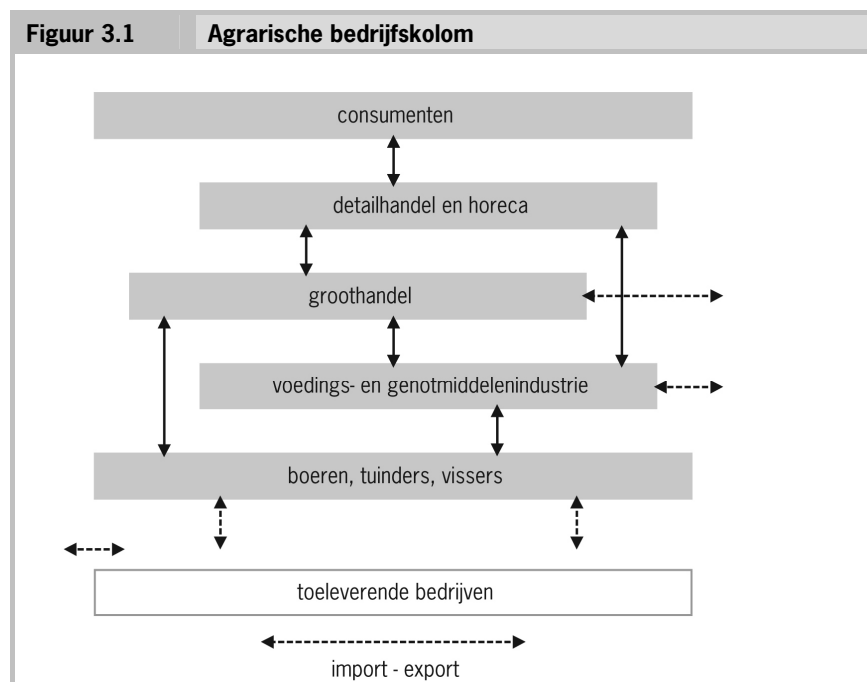 Figuur 3.1 Agrarische bedrijfskolom
consumenten
detailhandel en horeca
groothandel
voedings- en genotmiddelenindustrie
boeren, tuinders, vissers
toeleverende bedrijven
import - export